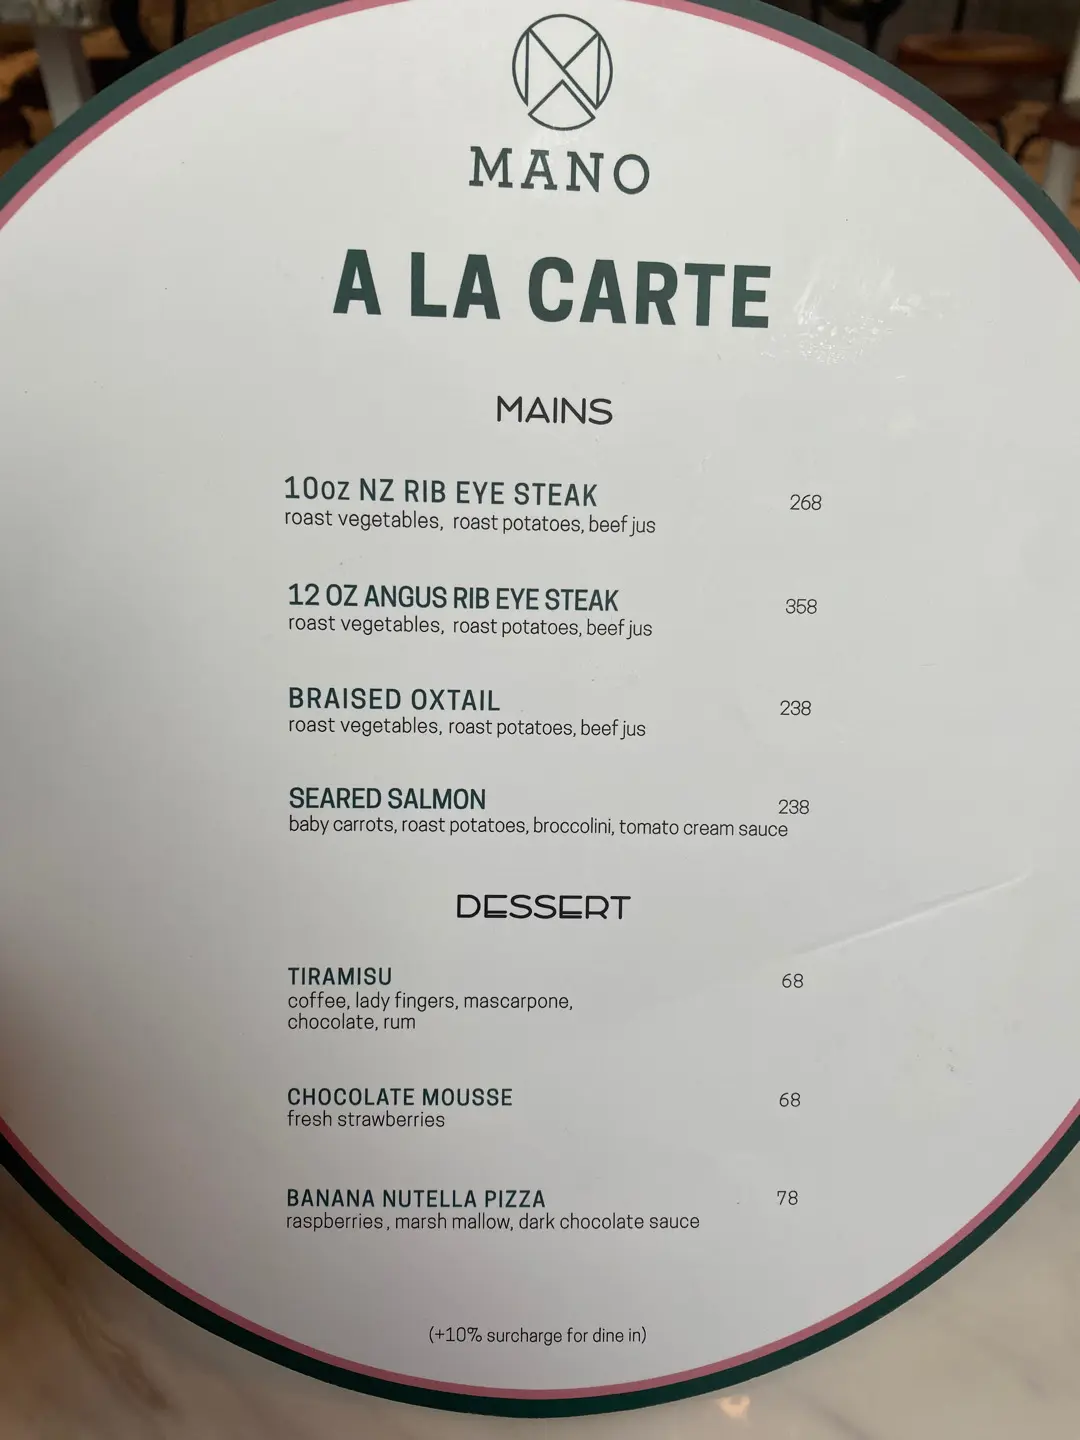 MANO
A LA CARTE
MAINS
10oz NZ RIB EYE STEAK 268
roast vegetables, roast potatoes, beef jus
12 OZ ANGUS RIB EYE STEAK 358
roast vegetables, roast potatoes, beef jus
BRAISED OXTAIL 238
roast vegetables, roast potatoes, beef jus
SEARED SALMON 238
baby carrots, roast potatoes, broccolini, tomato cream sauce
DESSERT
TIRAMISU 68
coffee, lady fingers, mascarpone,
chocolate, rum
CHOCOLATE MOUSSE 68
fresh strawberries
BANANA NUTELLA PIZZA 78
raspberries, marsh mallow, dark chocolate sauce
(+10% surcharge for dine in)